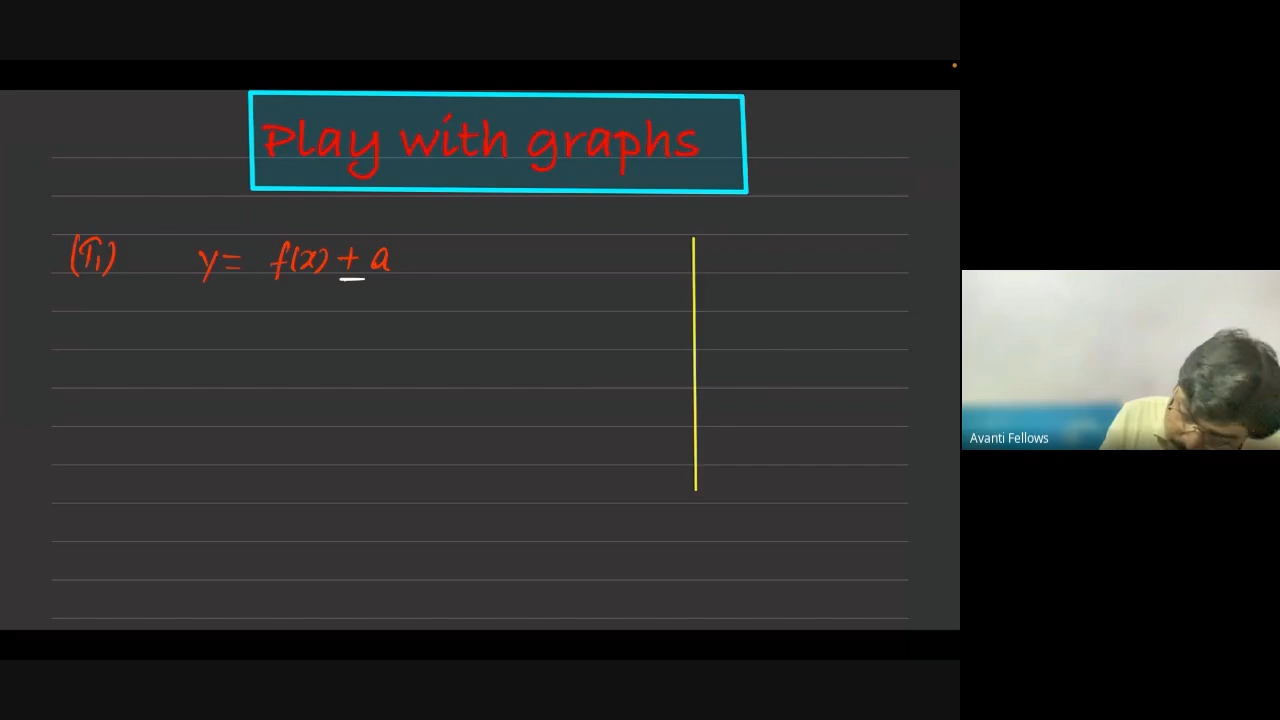 Play with graphs
(T₁) y = f(x) + a
Avanti Fellows